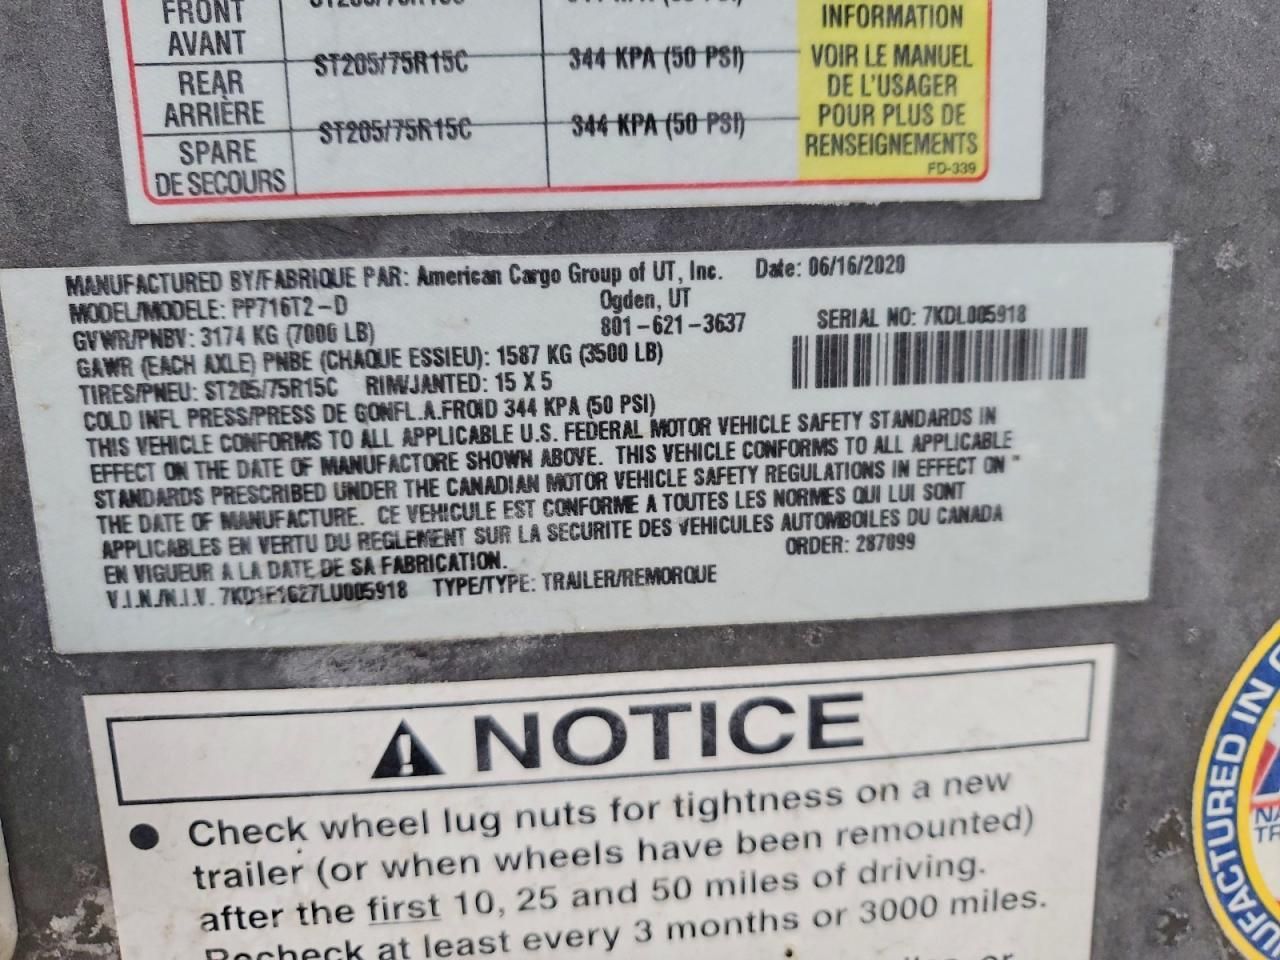 FRONT
AVANT
ST205/75R15C
344 KPA (50 PSI)
REAR
ARRIÈRE
ST205/75R15C
344 KPA (50 PSI)
SPARE
DE SECOURS
INFORMATION
VOIR LE MANUEL
DE L'USAGER
POUR PLUS DE
RENSEIGNEMENTS
FD-339
MANUFACTURED BY/FABRIQUE PAR: American Cargo Group of UT, Inc. Date: 06/16/2020
MODEL/MODELE: PP716T2-D Ogden, UT
GVWR/PNBV: 3174 KG (7000 LB) 801-621-3637 SERIAL NO: 7KDL005918
GAWR (EACH AXLE) PNBE (CHAQUE ESSIEU): 1587 KG (3500 LB)
TIRES/PNEU: ST205/75R15C RIM/JANTED: 15 X 5
COLD INFL PRESS/PRESS DE GONFL.A.FROID 344 KPA (50 PSI)
THIS VEHICLE CONFORMS TO ALL APPLICABLE U.S. FEDERAL MOTOR VEHICLE SAFETY STANDARDS IN
EFFECT ON THE DATE OF MANUFACTORE SHOWN ABOVE. THIS VEHICLE CONFORMS TO ALL APPLICABLE
STANDARDS PRESCRIBED UNDER THE CANADIAN MOTOR VEHICLE SAFETY REGULATIONS IN EFFECT ON "
THE DATE OF MANUFACTURE. CE VEHICULE EST CONFORME A TOUTES LES NORMES QUI LUI SONT
APPLICABLES EN VERTU DU REGLEMENT SUR LA SECURITE DES VEHICULES AUTOMBOILES DU CANADA
EN VIGUEUR A LA DATE DE SA FABRICATION. ORDER: 287099
V.I.N./N.I.V. 7KD1E1627LU005918 TYPE/TYPE: TRAILER/REMORQUE
NOTICE
● Check wheel lug nuts for tightness on a new
trailer (or when wheels have been remounted)
after the first 10, 25 and 50 miles of driving.
Recheck at least every 3 months or 3000 miles.
MANUFACTURED IN